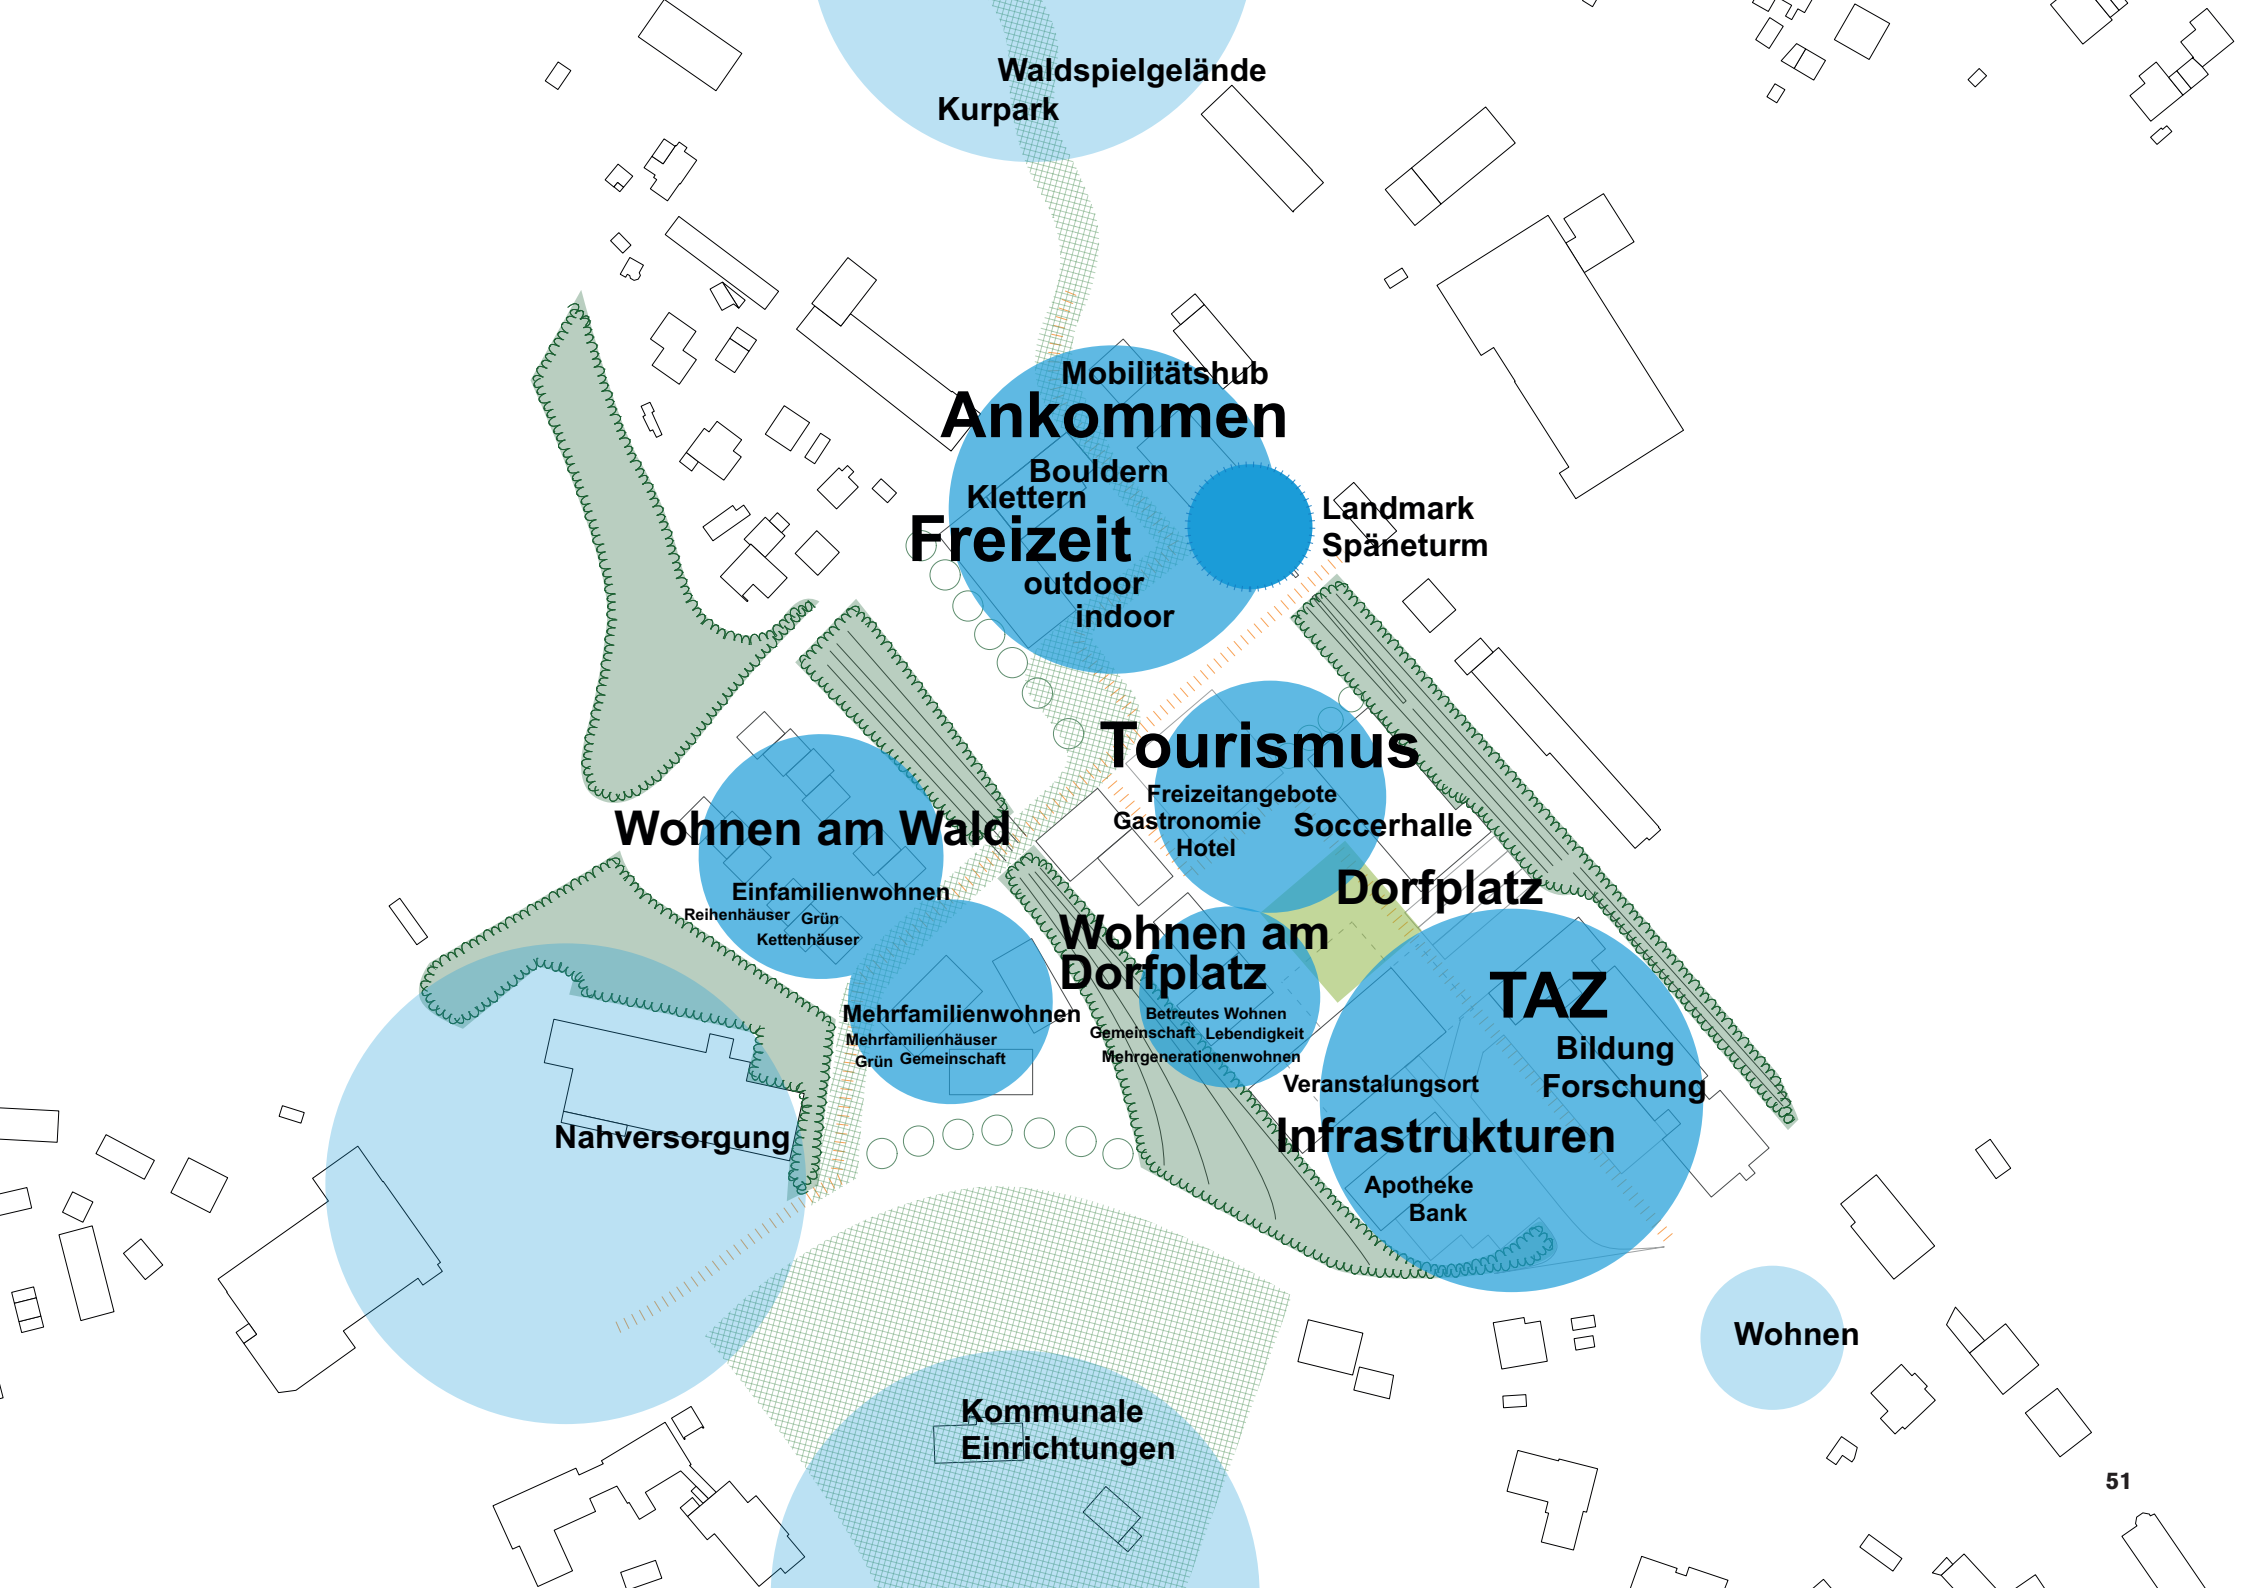 Waldspielgelände
Kurpark
Mobilitätshub
Ankommen
Bouldern
Klettern
Freizeit
outdoor
indoor
Landmark
Späneturm
Tourismus
Freizeitangebote
Gastronomie
Soccerhalle
Hotel
Wohnen am Wald
Einfamilienwohnen
Reihenhäuser
Grün
Kettenhäuser
Dorfplatz
Wohnen am
Dorfplatz
Betreutes Wohnen
Gemeinschaft
Lebendigkeit
Mehrgenerationenwohnen
Mehrfamilienwohnen
Mehrfamilienhäuser
Grün
Gemeinschaft
TAZ
Bildung
Forschung
Veranstalungsort
Infrastrukturen
Apotheke
Bank
Nahversorgung
Wohnen
Kommunale
Einrichtungen
51